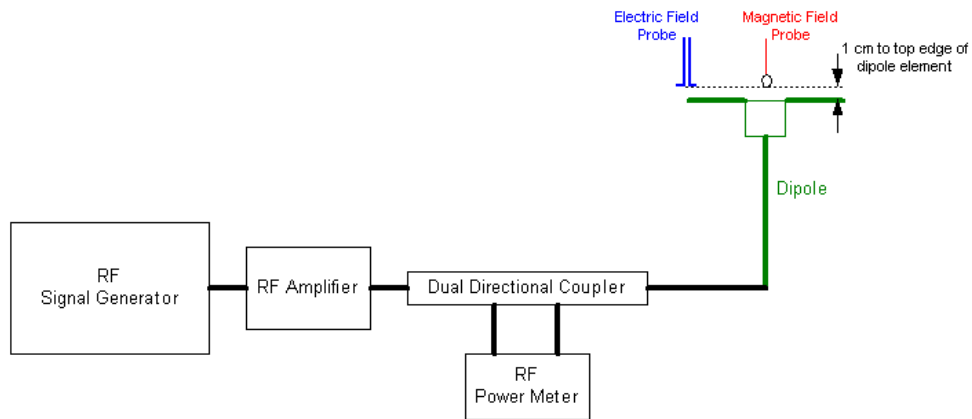 Electric Field
Probe
Magnetic Field
Probe
1 cm to top edge of
dipole element
Dipole
RF
Signal Generator
RF Amplifier
Dual Directional Coupler
RF
Power Meter